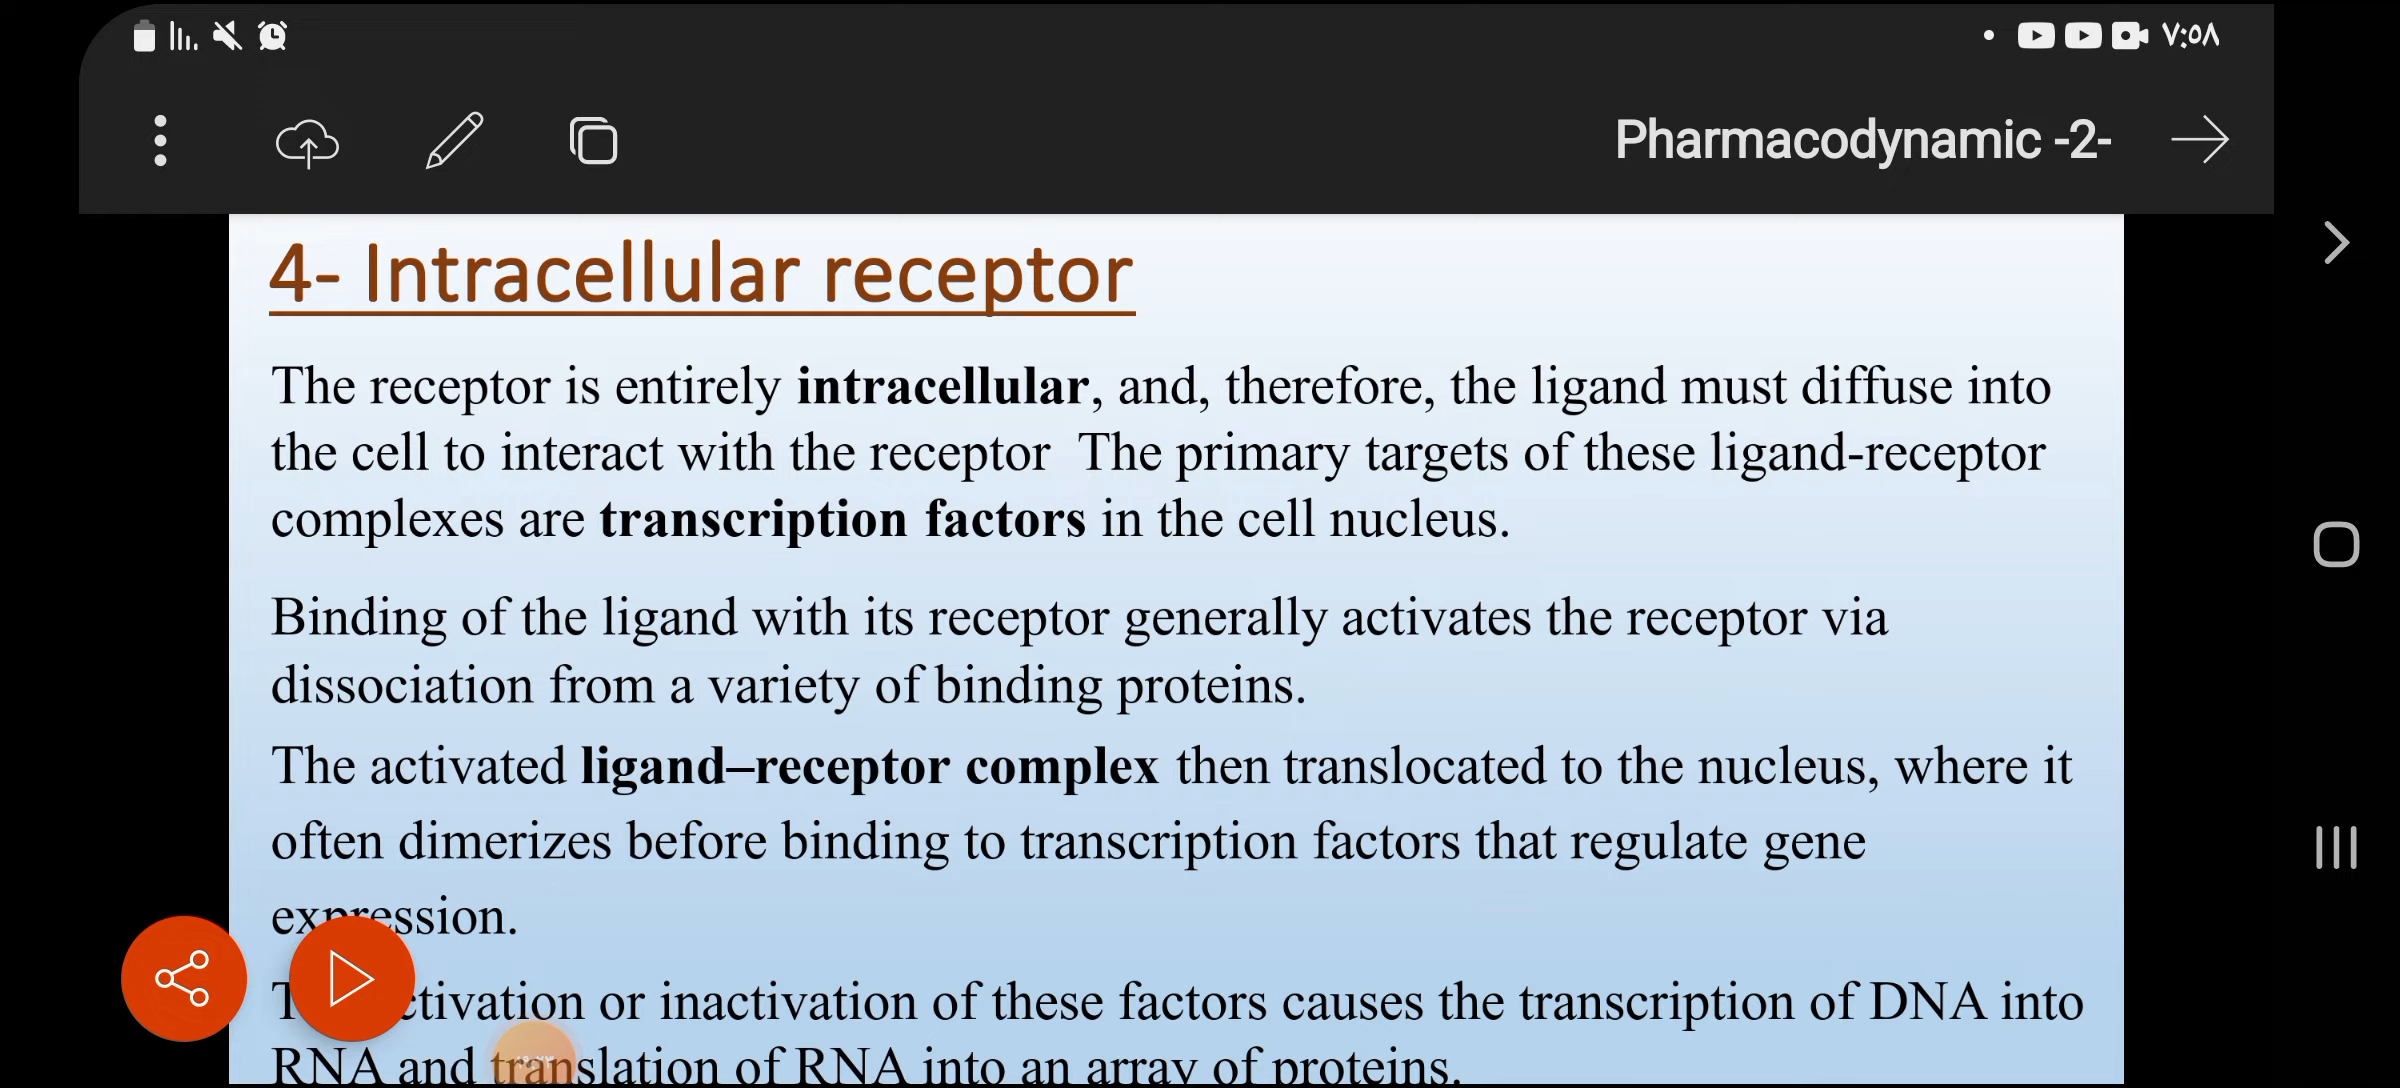 ٧:٥٨
Pharmacodynamic -2-
4- Intracellular receptor
The receptor is entirely intracellular, and, therefore, the ligand must diffuse into
the cell to interact with the receptor The primary targets of these ligand-receptor
complexes are transcription factors in the cell nucleus.
Binding of the ligand with its receptor generally activates the receptor via
dissociation from a variety of binding proteins.
The activated ligand–receptor complex then translocated to the nucleus, where it
often dimerizes before binding to transcription factors that regulate gene
expression.
or inactivation of these factors causes the transcription of DNA into
RNA and translation of RNA into an array of proteins.